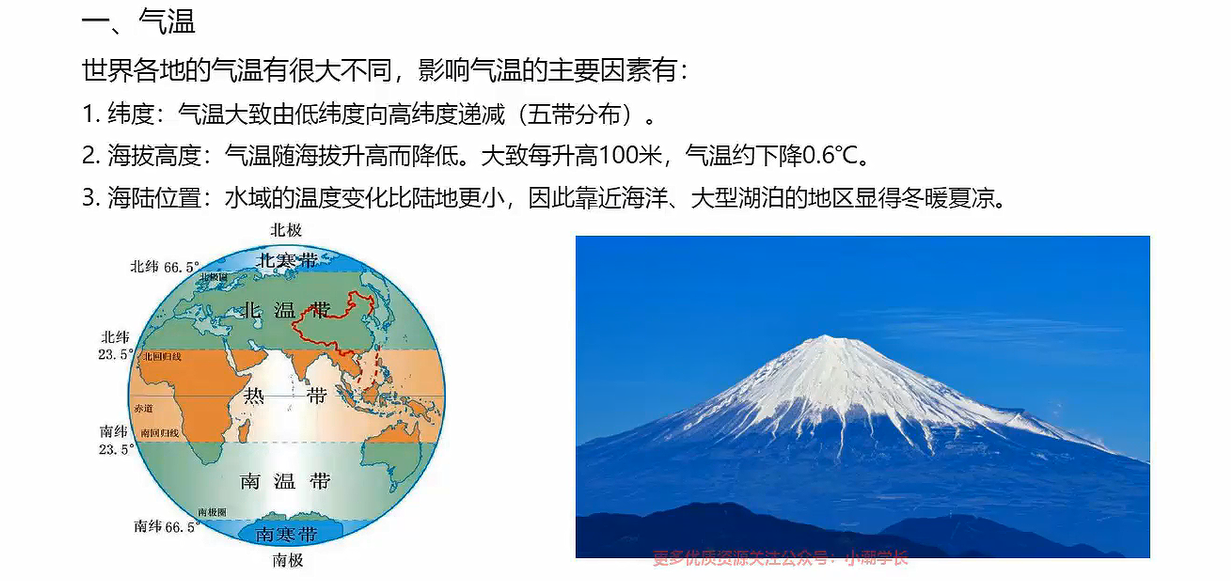 一、气温
世界各地的气温有很大不同，影响气温的主要因素有：
1. 纬度：气温大致由低纬度向高纬度递减（五带分布）。
2. 海拔高度：气温随海拔升高而降低。大致每升高100米，气温约下降0.6℃。
3. 海陆位置：水域的温度变化比陆地更小，因此靠近海洋、大型湖泊的地区显得冬暖夏凉。
北极
北寒带
北纬 66.5°
北极圈
北 温 带
北纬
23.5°
北回归线
热 带
赤道
南纬
23.5°
南回归线
南 温 带
南极圈
南纬 66.5°
南寒带
南极
更多优质资源关注公众号：小潮学长